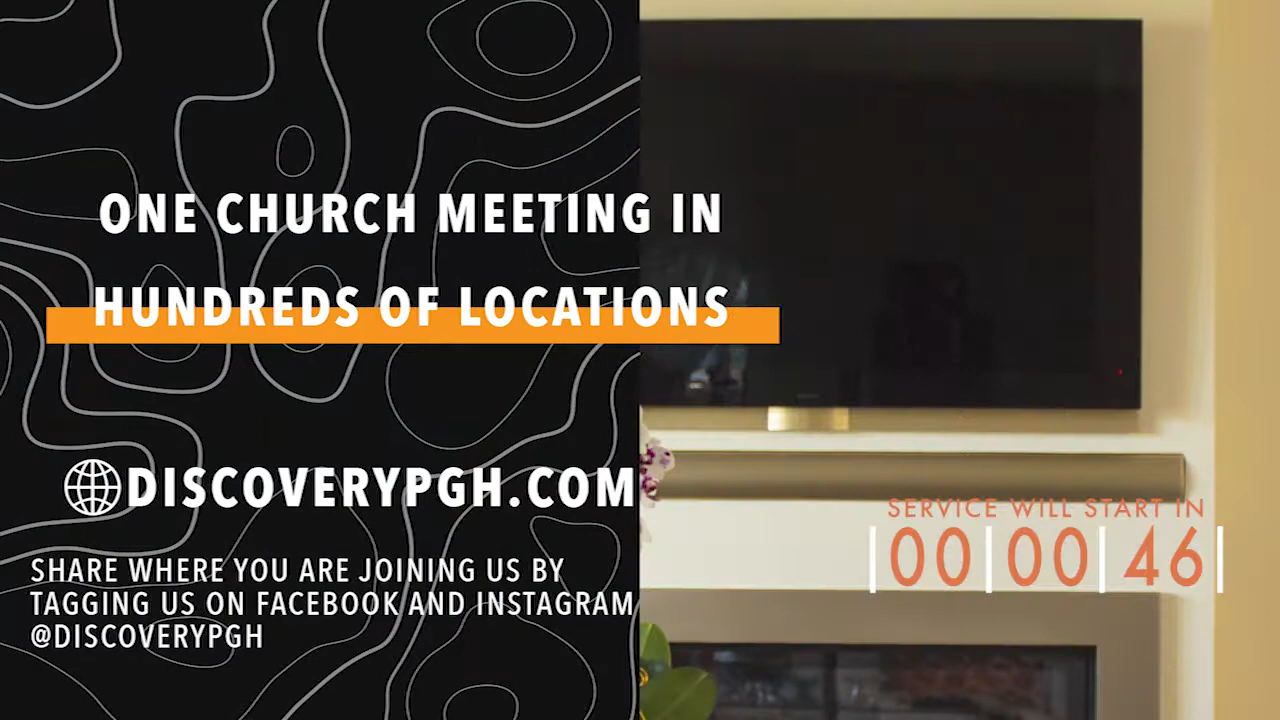 ONE CHURCH MEETING IN
HUNDREDS OF LOCATIONS
DISCOVERYPGH.COM
SHARE WHERE YOU ARE JOINING US BY
TAGGING US ON FACEBOOK AND INSTAGRAM
@DISCOVERYPGH
SERVICE WILL START IN
|00|00|46|